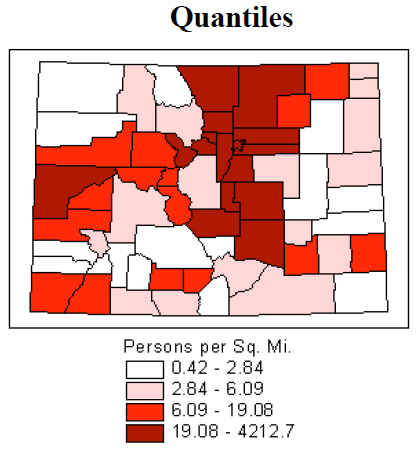 Quantiles
Persons per Sq. Mi.
0.42 - 2.84
2.84 - 6.09
6.09 - 19.08
19.08 - 4212.7